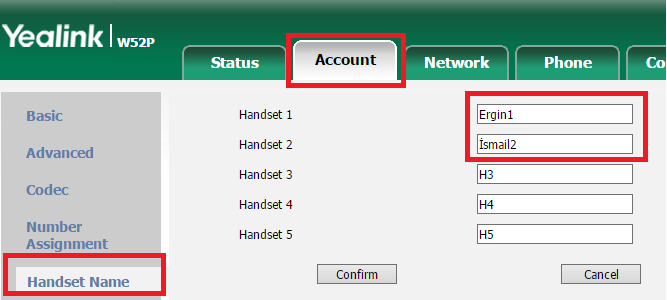 Yealink W52P
Status Account Network Phone Co
Basic
Advanced
Codec
Number
Assignment
Handset Name
Handset 1 Ergin1
Handset 2 İsmail2
Handset 3 H3
Handset 4 H4
Handset 5 H5
Confirm Cancel